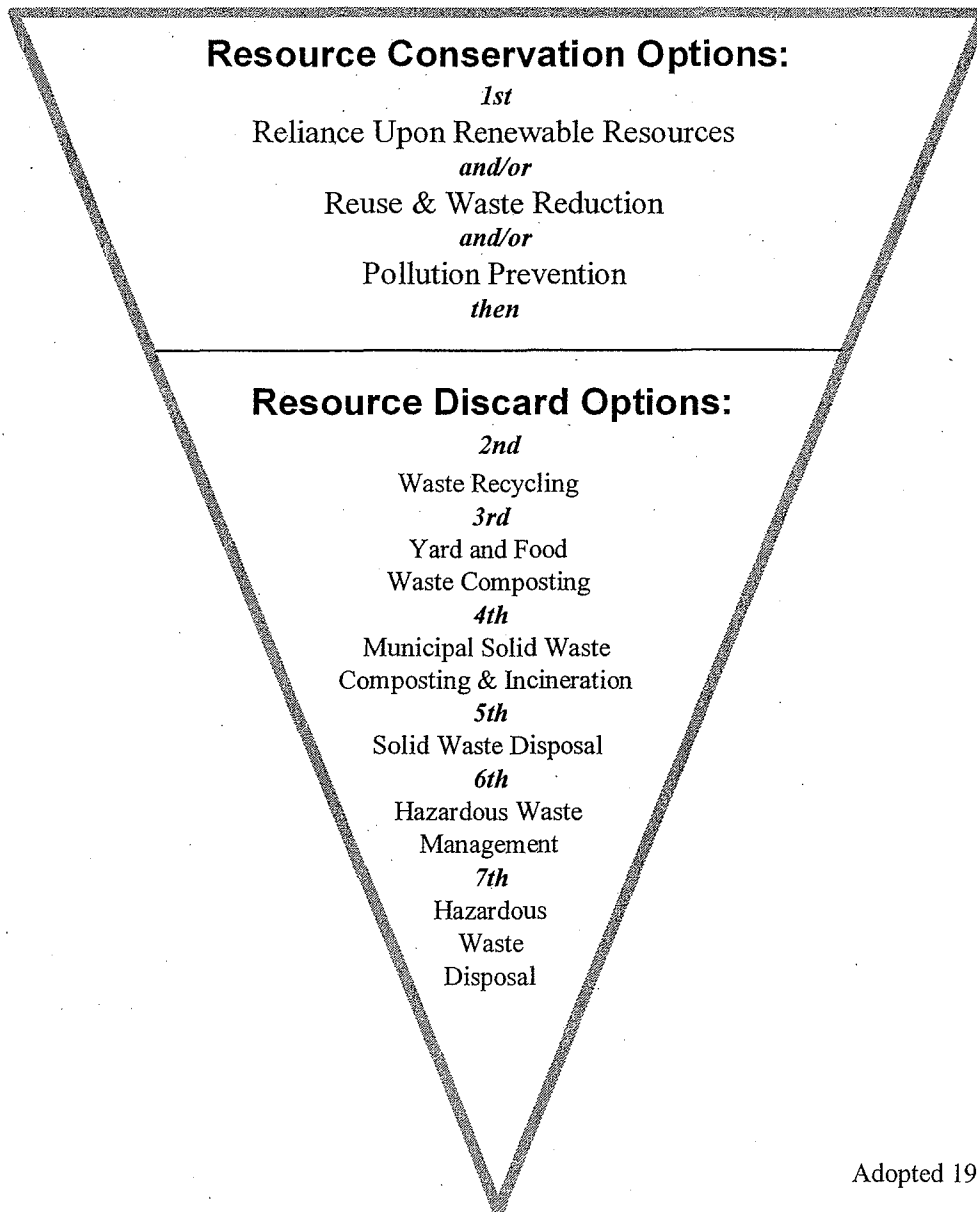 Resource Conservation Options:
1st
Reliance Upon Renewable Resources
and/or
Reuse & Waste Reduction
and/or
Pollution Prevention
then
Resource Discard Options:
2nd
Waste Recycling
3rd
Yard and Food
Waste Composting
4th
Municipal Solid Waste
Composting & Incineration
5th
Solid Waste Disposal
6th
Hazardous Waste
Management
7th
Hazardous
Waste
Disposal
Adopted 19